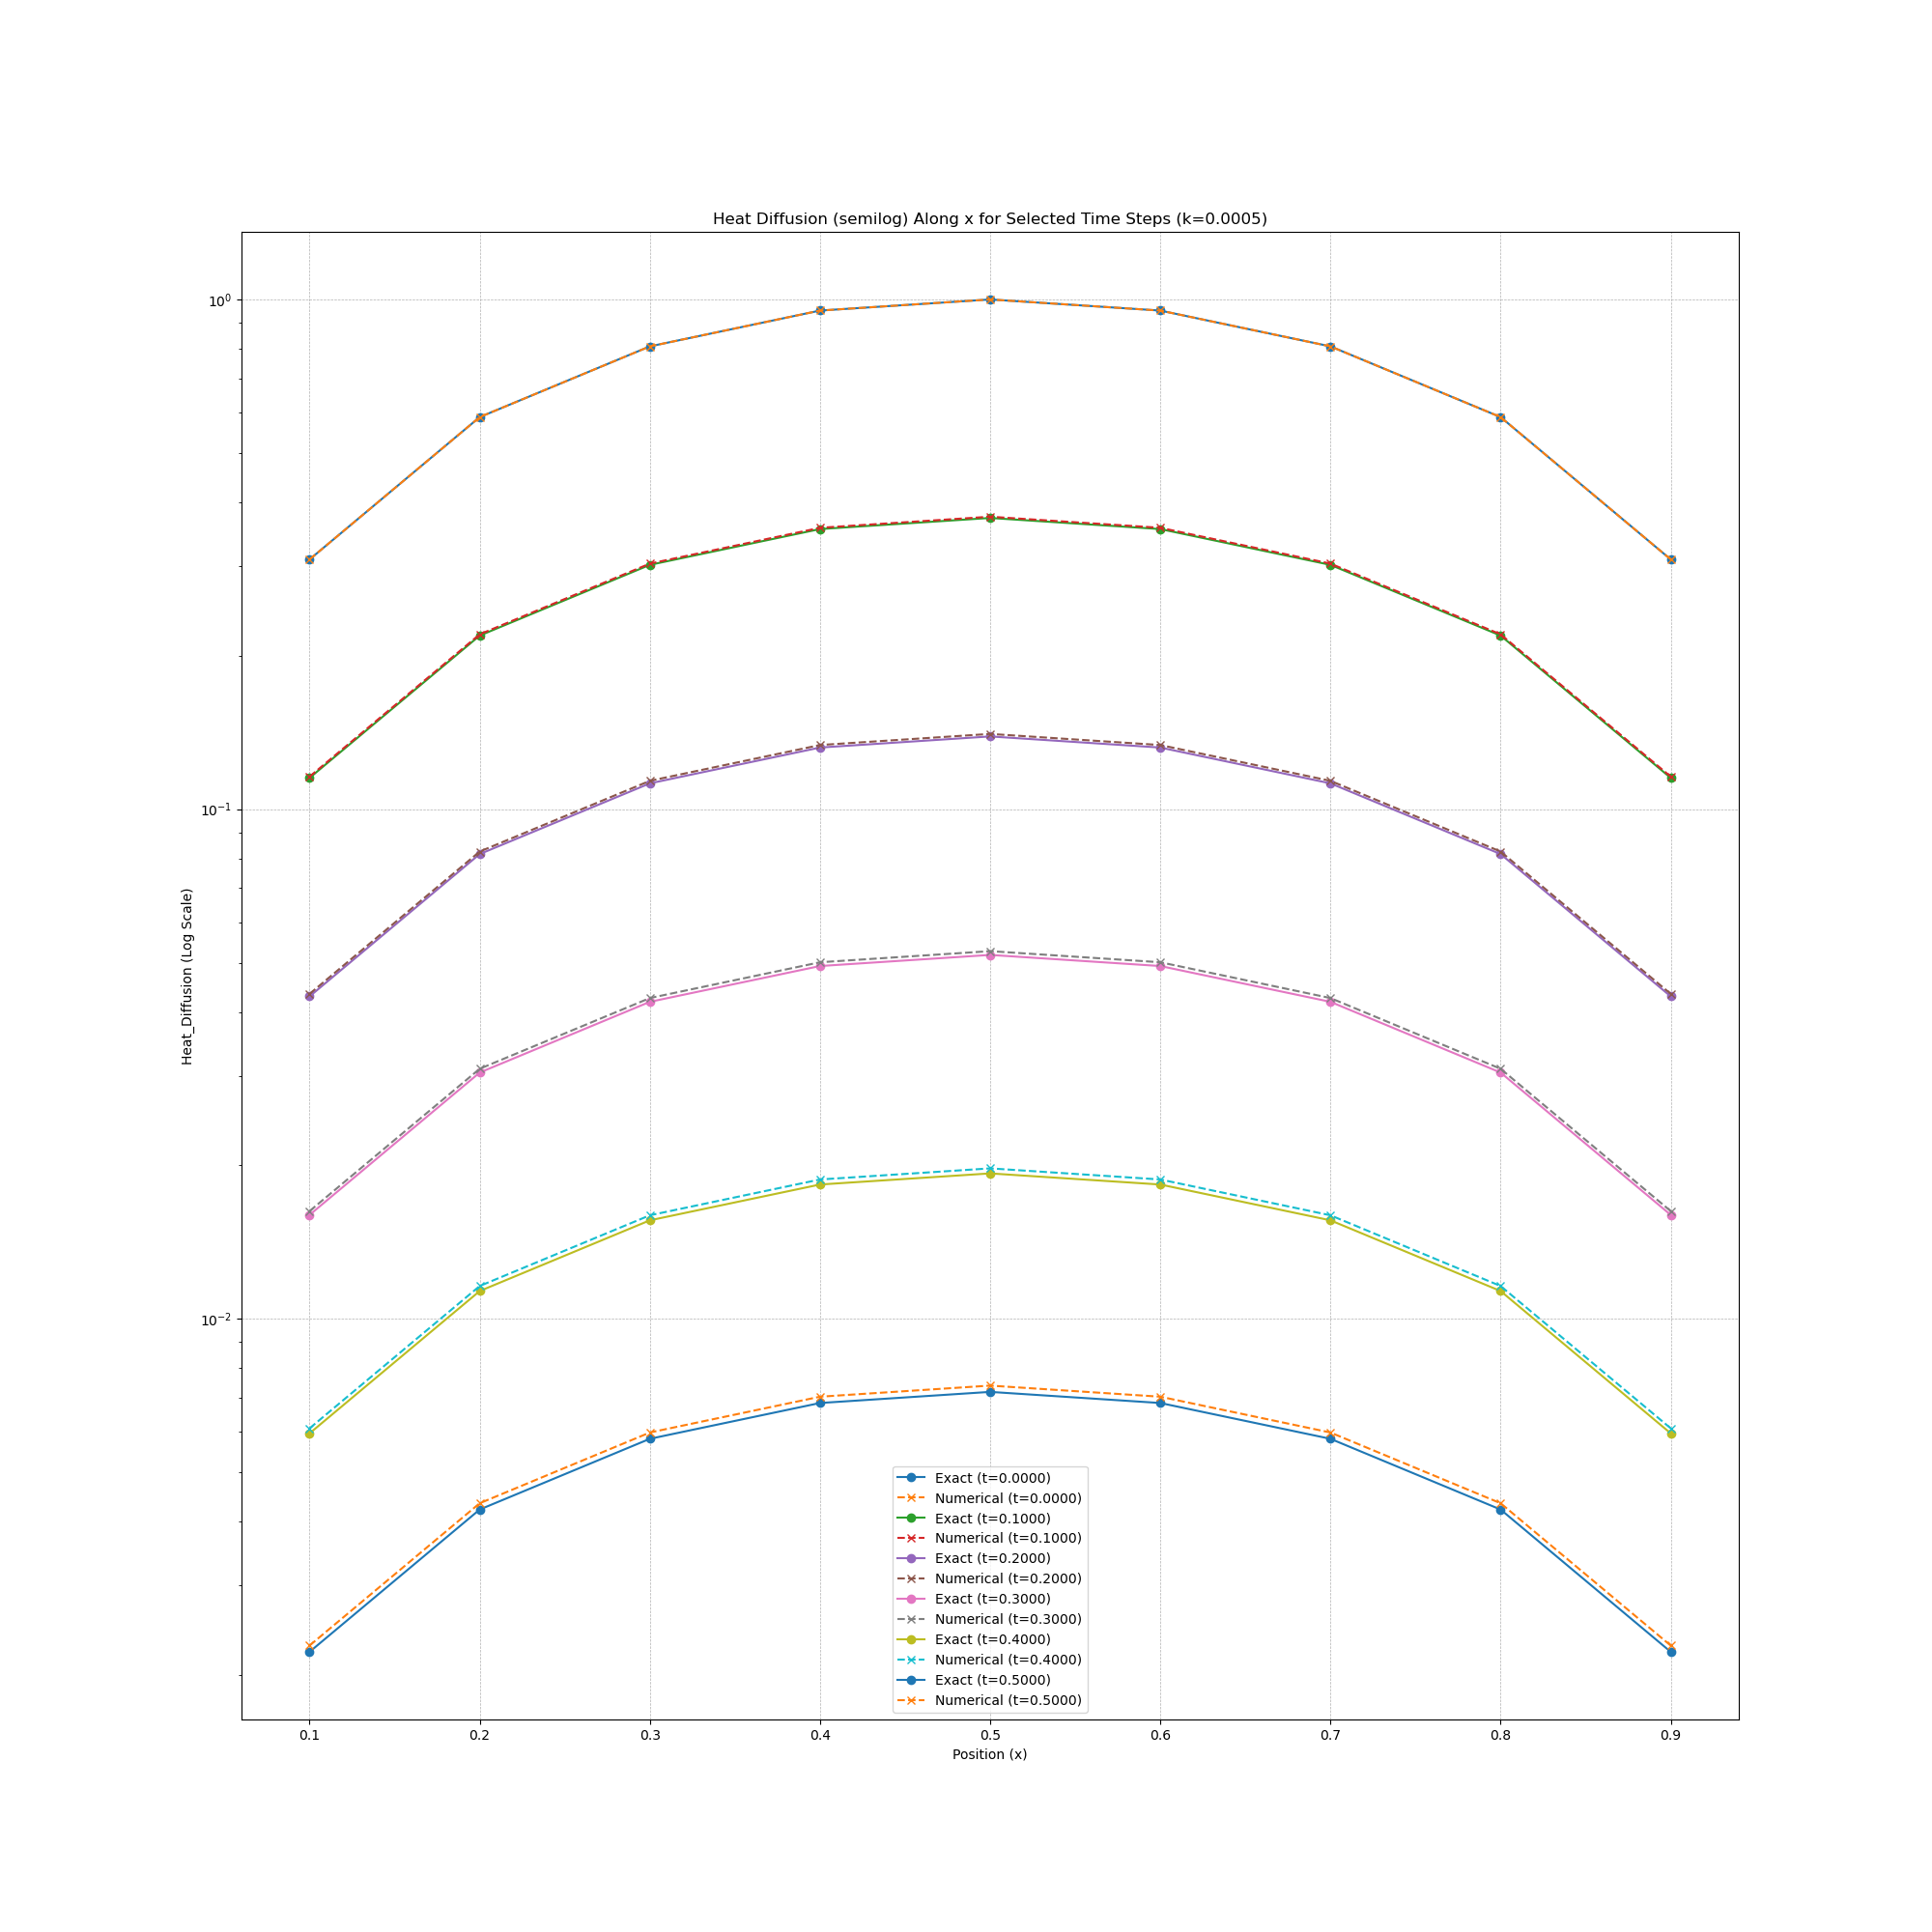 Heat Diffusion (semilog) Along x for Selected Time Steps (k=0.0005)
10⁰
10⁻¹
10⁻²
Heat_Diffusion (Log Scale)
Exact (t=0.0000)
Numerical (t=0.0000)
Exact (t=0.1000)
Numerical (t=0.1000)
Exact (t=0.2000)
Numerical (t=0.2000)
Exact (t=0.3000)
Numerical (t=0.3000)
Exact (t=0.4000)
Numerical (t=0.4000)
Exact (t=0.5000)
Numerical (t=0.5000)
0.1 0.2 0.3 0.4 0.5 0.6 0.7 0.8 0.9
Position (x)